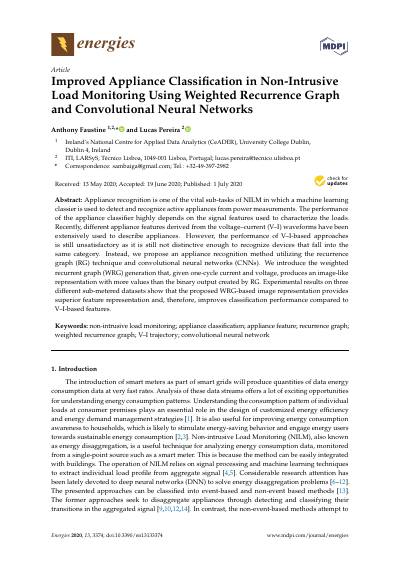 energies
MDPI
Article
Improved Appliance Classification in Non-Intrusive
Load Monitoring Using Weighted Recurrence Graph
and Convolutional Neural Networks
Anthony Faustine 1,2,* and Lucas Pereira 2
1 Ireland's National Centre for Applied Data Analytics (CeADER), University College Dublin,
Dublin 4, Ireland
2 ITI, LARSyS, Técnico Lisboa, 1049-001 Lisboa, Portugal; lucas.pereira@tecnico.ulisboa.pt
* Correspondence: sambaiga@gmail.com; Tel.: +32-49-397-2982
check for
updates
Received: 13 May 2020; Accepted: 19 June 2020; Published: 1 July 2020
Abstract: Appliance recognition is one of the vital sub-tasks of NILM in which a machine learning
classier is used to detect and recognize active appliances from power measurements. The performance
of the appliance classifier highly depends on the signal features used to characterize the loads.
Recently, different appliance features derived from the voltage–current (V–I) waveforms have been
extensively used to describe appliances. However, the performance of V–I-based approaches
is still unsatisfactory as it is still not distinctive enough to recognize devices that fall into the
same category. Instead, we propose an appliance recognition method utilizing the recurrence
graph (RG) technique and convolutional neural networks (CNNs). We introduce the weighted
recurrent graph (WRG) generation that, given one-cycle current and voltage, produces an image-like
representation with more values than the binary output created by RG. Experimental results on three
different sub-metered datasets show that the proposed WRG-based image representation provides
superior feature representation and, therefore, improves classification performance compared to
V–I-based features.
Keywords: non-intrusive load monitoring; appliance classification; appliance feature; recurrence graph;
weighted recurrence graph; V–I trajectory; convolutional neural network
1. Introduction
The introduction of smart meters as part of smart grids will produce quantities of data energy
consumption data at very fast rates. Analysis of these data streams offers a lot of exciting opportunities
for understanding energy consumption patterns. Understanding the consumption pattern of individual
loads at consumer premises plays an essential role in the design of customized energy efficiency
and energy demand management strategies [1]. It is also useful for improving energy consumption
awareness to households, which is likely to stimulate energy-saving behavior and engage energy users
towards sustainable energy consumption [2,3]. Non-intrusive Load Monitoring (NILM), also known
as energy disaggregation, is a useful technique for analyzing energy consumption data, monitored
from a single-point source such as a smart meter. This is because the method can be easily integrated
with buildings. The operation of NILM relies on signal processing and machine learning techniques
to extract individual load profile from aggregate signal [4,5]. Considerable research attention has
been lately devoted to deep neural networks (DNN) to solve energy disaggregation problems [6–12].
The presented approaches can be classified into event-based and non-event based methods [13].
The former approaches seek to disaggregate appliances through detecting and classifying their
transitions in the aggregated signal [9,10,12,14]. In contrast, the non-event-based methods attempt to
Energies 2020, 13, 3374; doi:10.3390/en13133374
www.mdpi.com/journal/energies